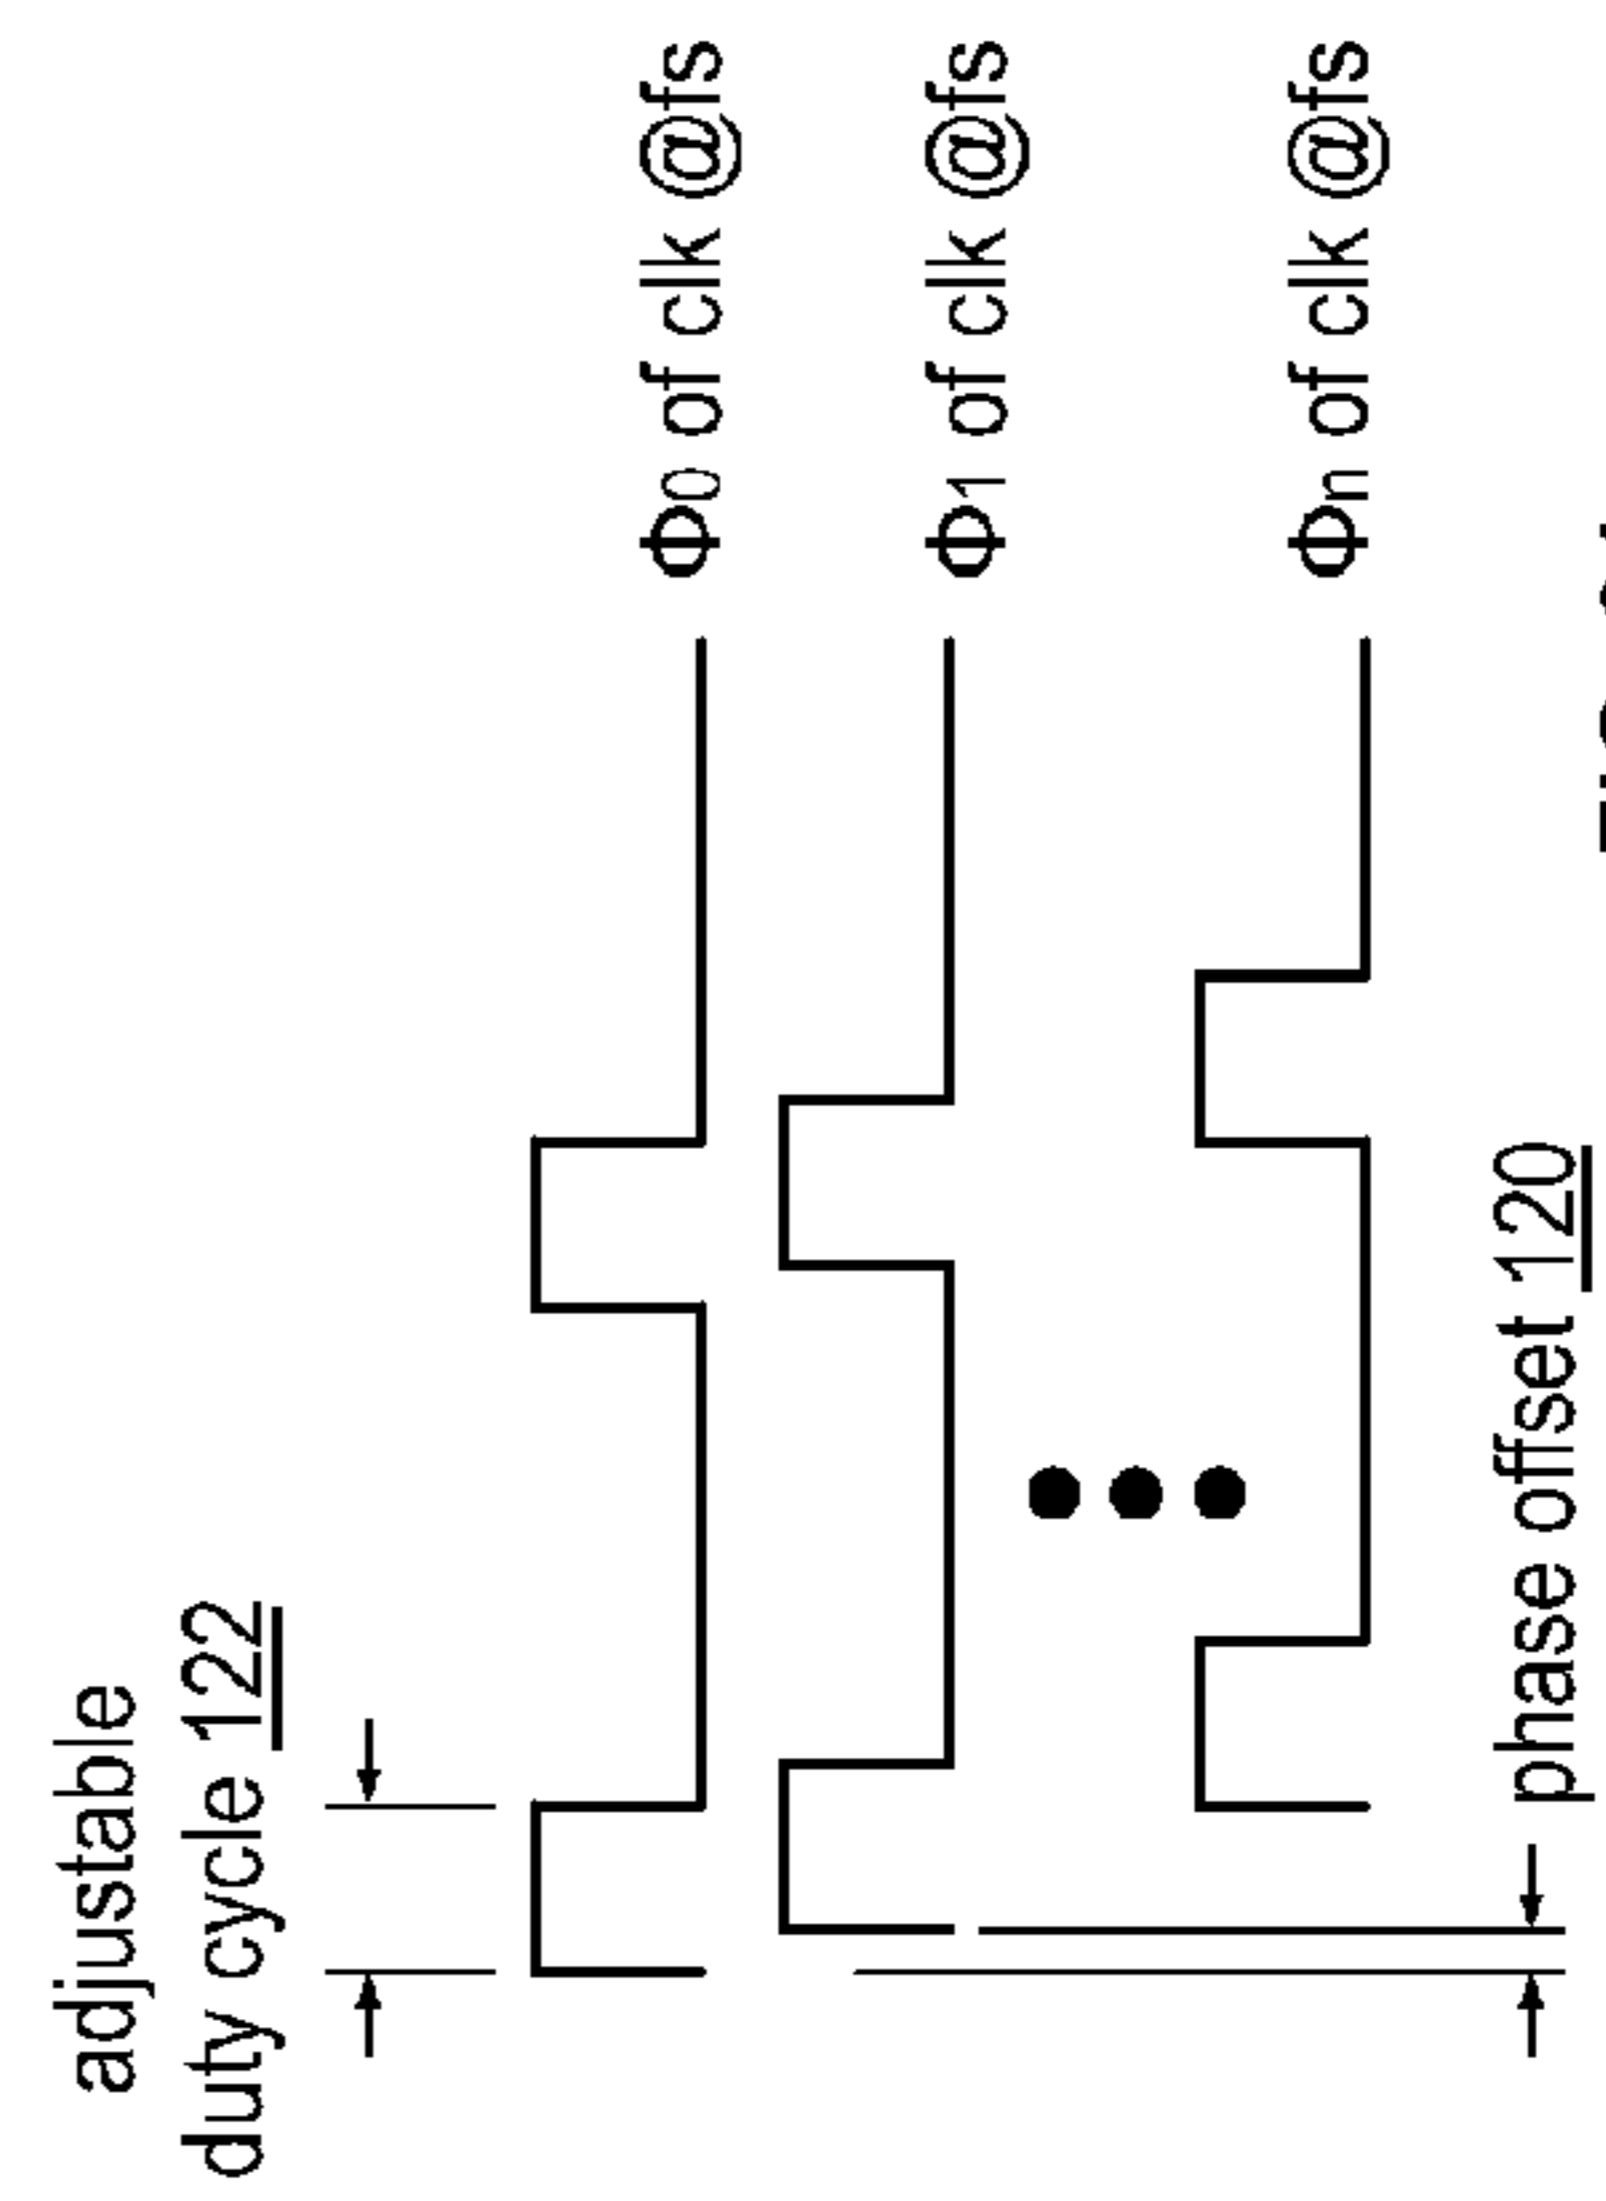 adjustable
duty cycle 122
Φ0 of clk @fs
Φ1 of clk @fs
Φn of clk @fs
phase offset 120